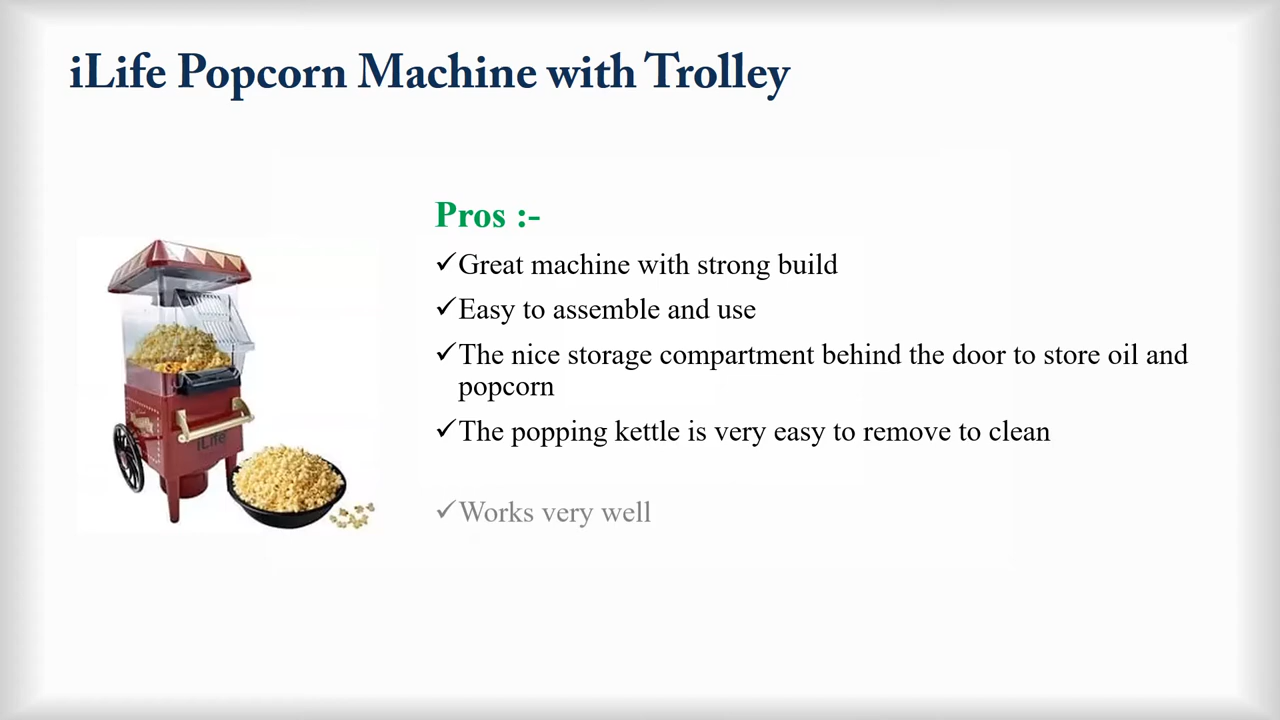 iLife Popcorn Machine with Trolley
Pros :-
✓Great machine with strong build
✓Easy to assemble and use
✓The nice storage compartment behind the door to store oil and
popcorn
✓The popping kettle is very easy to remove to clean
✓Works very well
iLife